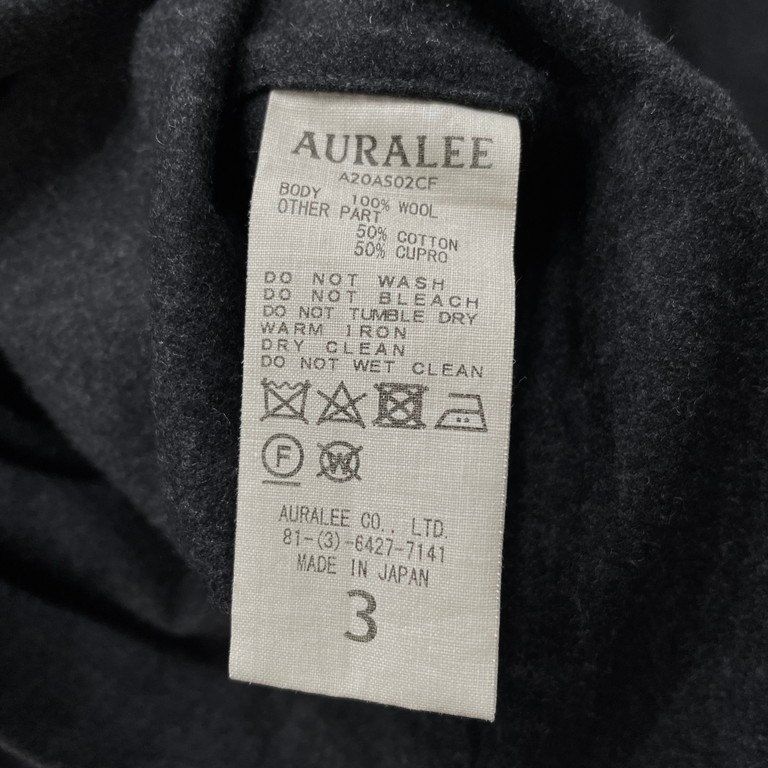 AURALEE
A20AS02CF
BODY 100% WOOL
OTHER PART
50% COTTON
50% CUPRO
DO NOT WASH
DO NOT BLEACH
DO NOT TUMBLE DRY
WARM IRON
DRY CLEAN
DO NOT WET CLEAN
F W
AURALEE CO., LTD.
81-(3)-6427-7141
MADE IN JAPAN
3